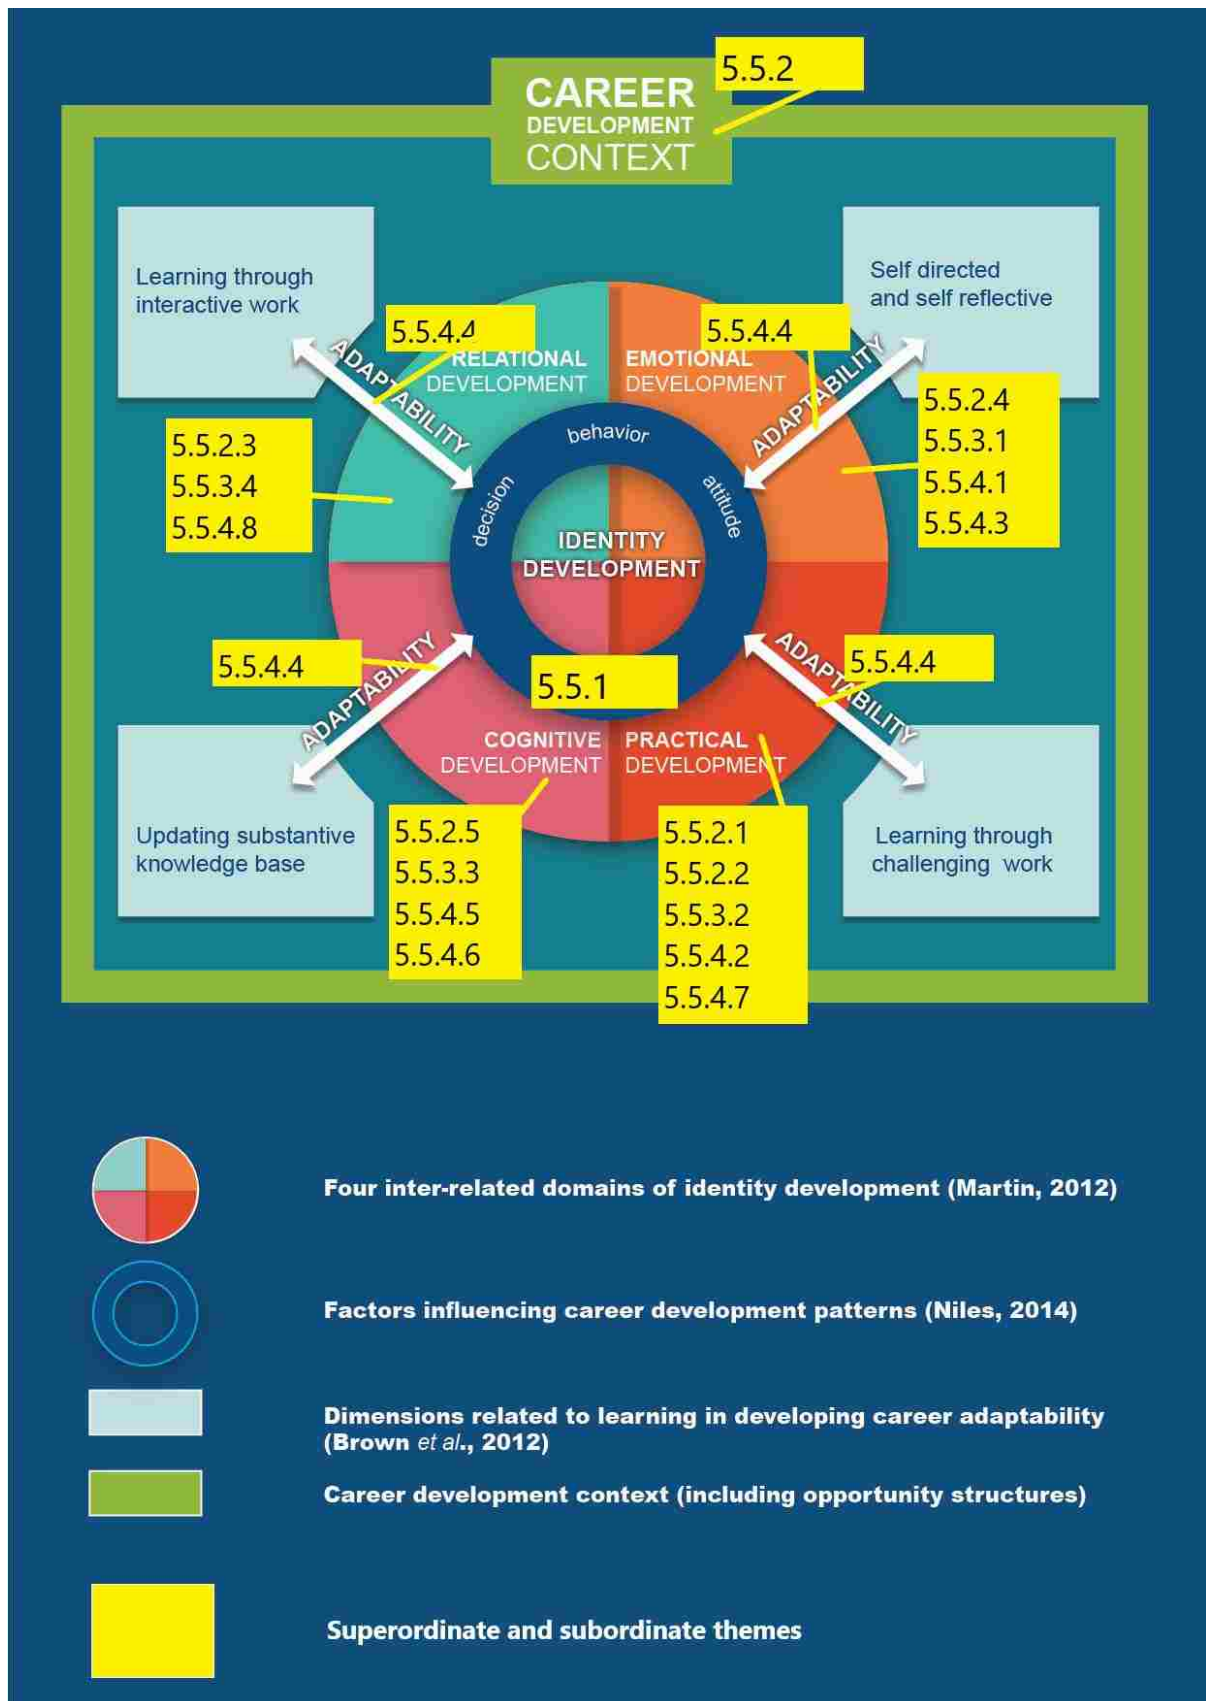 5.5.2
CAREER
DEVELOPMENT
CONTEXT
Learning through
interactive work
Self directed
and self reflective
5.5.4.4
5.5.4.4
ADAPTABILITY
RELATIONAL
DEVELOPMENT
EMOTIONAL
DEVELOPMENT
ADAPTABILITY
5.5.2.3
5.5.3.4
5.5.4.8
5.5.2.4
5.5.3.1
5.5.4.1
5.5.4.3
decision
behavior
attitude
IDENTITY
DEVELOPMENT
5.5.4.4
ADAPTABILITY
5.5.1
ADAPTABILITY
5.5.4.4
COGNITIVE
DEVELOPMENT
PRACTICAL
DEVELOPMENT
Updating substantive
knowledge base
5.5.2.5
5.5.3.3
5.5.4.5
5.5.4.6
5.5.2.1
5.5.2.2
5.5.3.2
5.5.4.2
5.5.4.7
Learning through
challenging work
Four inter-related domains of identity development (Martin, 2012)
Factors influencing career development patterns (Niles, 2014)
Dimensions related to learning in developing career adaptability
(Brown et al., 2012)
Career development context (including opportunity structures)
Superordinate and subordinate themes